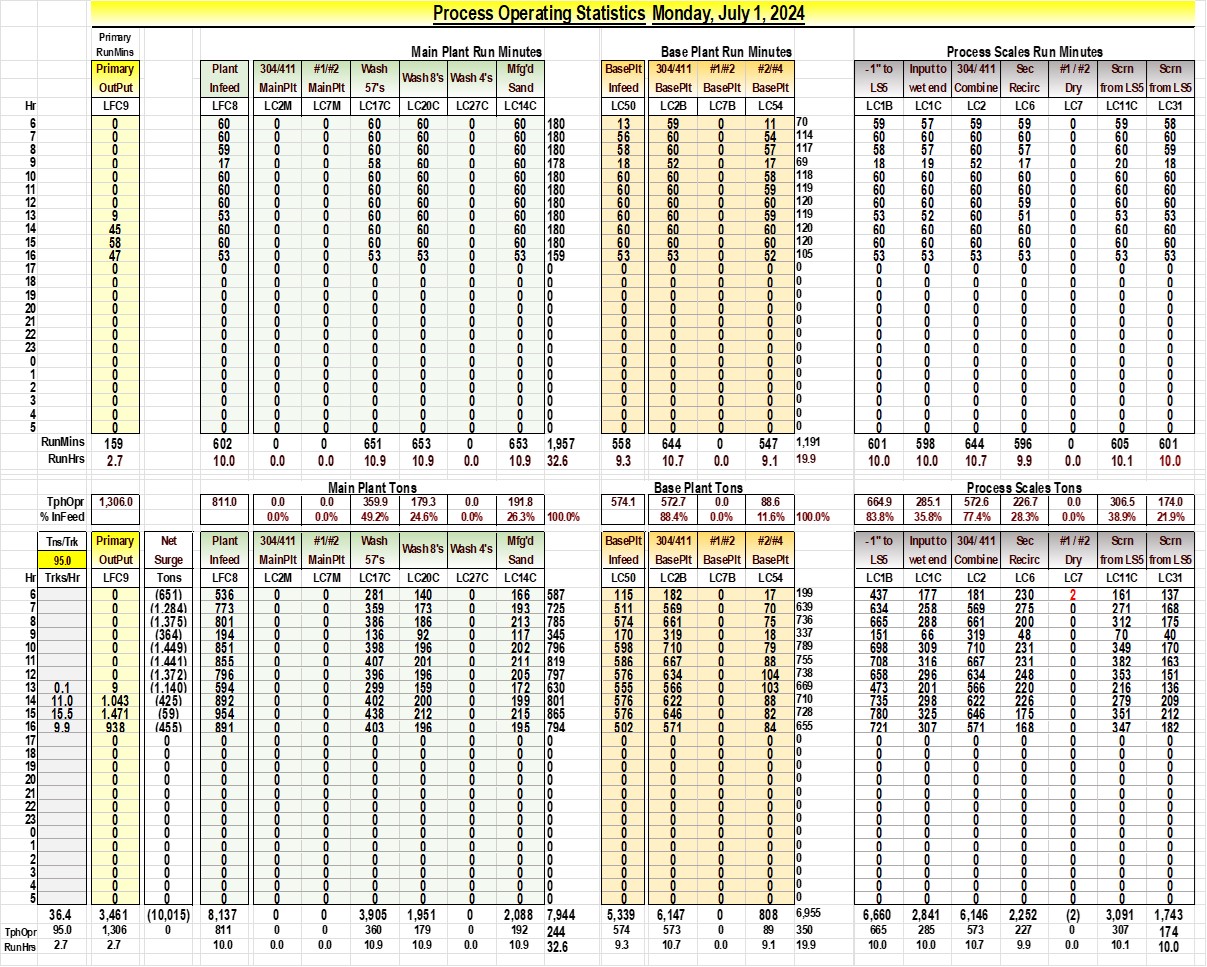 Process Operating Statistics Monday, July 1, 2024
Primary
RunMins Main Plant Run Minutes Base Plant Run Minutes Process Scales Run Minutes
Primary Plant 304/411 #1/#2 Wash Wash 8's Wash 4's Mfg'd BasePlt 304/411 #1/#2 #2/#4 -1" to Input to 304/ 411 Sec #1 / #2 Scrn Scrn
OutPut Infeed MainPlt MainPlt 57's Sand Infeed BasePlt BasePlt BasePlt LS5 wet end Combine Recirc Dry from LS5 from LS5
Hr LFC9 LFC8 LC2M LC7M LC17C LC20C LC27C LC14C LC50 LC2B LC7B LC54 LC1B LC1C LC2 LC6 LC7 LC11C LC31
6 0 60 0 0 60 60 0 60 180 13 59 0 11 70 59 57 59 59 0 59 58
7 0 60 0 0 60 60 0 60 180 56 60 0 54 114 60 60 60 60 0 60 60
8 0 59 0 0 60 60 0 60 180 58 60 0 57 117 58 57 60 57 0 60 59
9 0 17 0 0 58 60 0 60 178 18 52 0 17 69 18 19 52 17 0 20 18
10 0 60 0 0 60 60 0 60 180 60 60 0 58 118 60 60 60 60 0 60 60
11 0 60 0 0 60 60 0 60 180 60 60 0 59 119 60 60 60 60 0 60 60
12 0 60 0 0 60 60 0 60 180 60 60 0 60 120 60 60 60 59 0 60 60
13 9 53 0 0 60 60 0 60 180 60 60 0 59 119 53 52 60 51 0 53 53
14 45 60 0 0 60 60 0 60 180 60 60 0 60 120 60 60 60 60 0 60 60
15 58 60 0 0 60 60 0 60 180 60 60 0 60 120 60 60 60 60 0 60 60
16 47 53 0 0 53 53 0 53 159 53 53 0 52 105 53 53 53 53 0 53 53
17 0 0 0 0 0 0 0 0 0 0 0 0 0 0 0 0 0 0 0 0 0
18 0 0 0 0 0 0 0 0 0 0 0 0 0 0 0 0 0 0 0 0 0
19 0 0 0 0 0 0 0 0 0 0 0 0 0 0 0 0 0 0 0 0 0
20 0 0 0 0 0 0 0 0 0 0 0 0 0 0 0 0 0 0 0 0 0
21 0 0 0 0 0 0 0 0 0 0 0 0 0 0 0 0 0 0 0 0 0
22 0 0 0 0 0 0 0 0 0 0 0 0 0 0 0 0 0 0 0 0 0
23 0 0 0 0 0 0 0 0 0 0 0 0 0 0 0 0 0 0 0 0 0
0 0 0 0 0 0 0 0 0 0 0 0 0 0 0 0 0 0 0 0 0 0
1 0 0 0 0 0 0 0 0 0 0 0 0 0 0 0 0 0 0 0 0 0
2 0 0 0 0 0 0 0 0 0 0 0 0 0 0 0 0 0 0 0 0 0
3 0 0 0 0 0 0 0 0 0 0 0 0 0 0 0 0 0 0 0 0 0
4 0 0 0 0 0 0 0 0 0 0 0 0 0 0 0 0 0 0 0 0 0
5 0 0 0 0 0 0 0 0 0 0 0 0 0 0 0 0 0 0 0 0 0
RunMins 159 602 0 0 651 653 0 653 1,957 558 644 0 547 1,191 601 598 644 596 0 605 601
RunHrs 2.7 10.0 0.0 0.0 10.9 10.9 0.0 10.9 32.6 9.3 10.7 0.0 9.1 19.9 10.0 10.0 10.7 9.9 0.0 10.1 10.0
Main Plant Tons Base Plant Tons Process Scales Tons
TphOpr 1,306.0 811.0 0.0 0.0 359.9 179.3 0.0 191.8 574.1 572.7 0.0 88.6 664.9 285.1 572.6 226.7 0.0 306.5 174.0
% InFeed 0.0% 0.0% 49.2% 24.6% 0.0% 26.3% 100.0% 88.4% 0.0% 11.6% 100.0% 83.8% 35.8% 77.4% 28.3% 0.0% 38.9% 21.9%
Tns/Trk Primary Net Plant 304/411 #1/#2 Wash Wash 8's Wash 4's Mfg'd BasePlt 304/411 #1/#2 #2/#4 -1" to Input to 304/ 411 Sec #1 / #2 Scrn Scrn
95.0 OutPut Surge Infeed MainPlt MainPlt 57's Sand Infeed BasePlt BasePlt BasePlt LS5 wet end Combine Recirc Dry from LS5 from LS5
Hr Trks/Hr LFC9 Tons LFC8 LC2M LC7M LC17C LC20C LC27C LC14C LC50 LC2B LC7B LC54 LC1B LC1C LC2 LC6 LC7 LC11C LC31
6 0 (651) 536 0 0 281 140 0 166 587 115 182 0 17 199 437 177 181 230 2 161 137
7 0 (1.284) 773 0 0 359 173 0 193 725 511 569 0 70 639 634 258 569 275 0 271 168
8 0 (1.375) 801 0 0 386 186 0 213 785 574 661 0 75 736 665 288 661 200 0 312 175
9 0 (364) 194 0 0 136 92 0 117 345 170 319 0 18 337 151 66 319 48 0 70 40
10 0 (1.449) 851 0 0 398 196 0 202 796 598 710 0 79 789 698 309 710 231 0 349 170
11 0 (1.441) 855 0 0 407 201 0 211 819 586 667 0 88 755 708 316 667 231 0 382 163
12 0 (1.372) 796 0 0 396 196 0 205 797 576 634 0 104 738 658 296 634 248 0 353 151
13 0.1 9 (1.140) 594 0 0 299 159 0 172 630 555 566 0 103 669 473 201 566 220 0 216 136
14 11.0 1.043 (425) 892 0 0 402 200 0 199 801 576 622 0 88 710 735 298 622 226 0 279 209
15 15.5 1.471 (59) 954 0 0 438 212 0 215 865 576 646 0 82 728 780 325 646 175 0 351 212
16 9.9 938 (455) 891 0 0 403 196 0 195 794 502 571 0 84 655 721 307 571 168 0 347 182
17 0 0 0 0 0 0 0 0 0 0 0 0 0 0 0 0 0 0 0 0 0 0
18 0 0 0 0 0 0 0 0 0 0 0 0 0 0 0 0 0 0 0 0 0 0
19 0 0 0 0 0 0 0 0 0 0 0 0 0 0 0 0 0 0 0 0 0 0
20 0 0 0 0 0 0 0 0 0 0 0 0 0 0 0 0 0 0 0 0 0 0
21 0 0 0 0 0 0 0 0 0 0 0 0 0 0 0 0 0 0 0 0 0 0
22 0 0 0 0 0 0 0 0 0 0 0 0 0 0 0 0 0 0 0 0 0 0
23 0 0 0 0 0 0 0 0 0 0 0 0 0 0 0 0 0 0 0 0 0 0
0 0 0 0 0 0 0 0 0 0 0 0 0 0 0 0 0 0 0 0 0 0 0
1 0 0 0 0 0 0 0 0 0 0 0 0 0 0 0 0 0 0 0 0 0 0
2 0 0 0 0 0 0 0 0 0 0 0 0 0 0 0 0 0 0 0 0 0 0
3 0 0 0 0 0 0 0 0 0 0 0 0 0 0 0 0 0 0 0 0 0 0
4 0 0 0 0 0 0 0 0 0 0 0 0 0 0 0 0 0 0 0 0 0 0
5 0 0 0 0 0 0 0 0 0 0 0 0 0 0 0 0 0 0 0 0 0 0
36.4 3,461 (10,015) 8,137 0 0 3,905 1,951 0 2,088 7,944 5,339 6,147 0 808 6,955 6,660 2,841 6,146 2,252 (2) 3,091 1,743
TphOpr 95.0 1,306 0 811 0 0 360 179 0 192 244 574 573 0 89 350 665 285 573 227 0 307 174
RunHrs 2.7 2.7 10.0 0.0 0.0 10.9 10.9 0.0 10.9 32.6 9.3 10.7 0.0 9.1 19.9 10.0 10.0 10.7 9.9 0.0 10.1 10.0